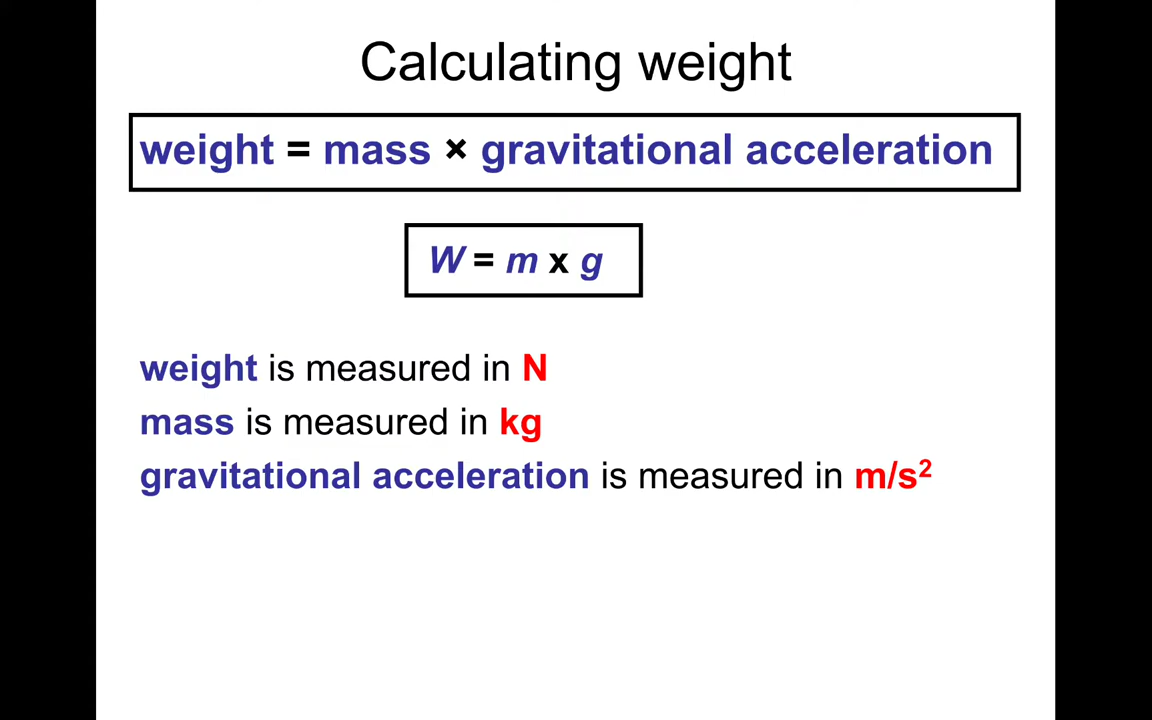 Calculating weight
weight = mass × gravitational acceleration
W = m x g
weight is measured in N
mass is measured in kg
gravitational acceleration is measured in m/s²